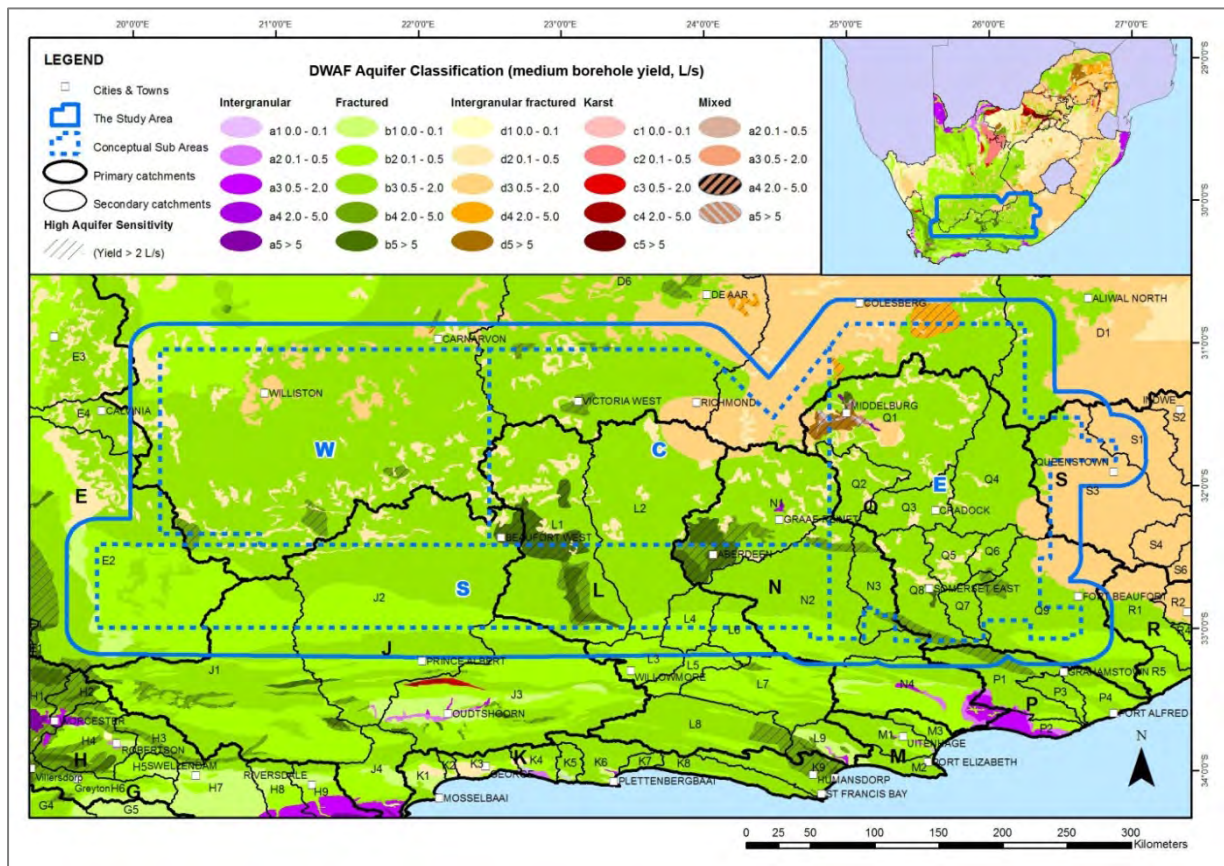 20°0'0"E 21°0'0"E 22°0'0"E 23°0'0"E 24°0'0"E 25°0'0"E 26°0'0"E 27°0'0"E
LEGEND
Cities & Towns
The Study Area
Conceptual Sub Areas
Primary catchments
Secondary catchments
High Aquifer Sensitivity
(Yield > 2 L/s)
DWAF Aquifer Classification (medium borehole yield, L/s)
Intergranular
a1 0.0 - 0.1
a2 0.1 - 0.5
a3 0.5 - 2.0
a4 2.0 - 5.0
a5 > 5
Fractured
b1 0.0 - 0.1
b2 0.1 - 0.5
b3 0.5 - 2.0
b4 2.0 - 5.0
b5 > 5
Intergranular fractured
d1 0.0 - 0.1
d2 0.1 - 0.5
d3 0.5 - 2.0
d4 2.0 - 5.0
d5 > 5
Karst
c1 0.0 - 0.1
c2 0.1 - 0.5
c3 0.5 - 2.0
c4 2.0 - 5.0
c5 > 5
Mixed
a2 0.1 - 0.5
a3 0.5 - 2.0
a4 2.0 - 5.0
a5 > 5
29°0'0"S
30°0'0"S
31°0'0"S
32°0'0"S
33°0'0"S
34°0'0"S
D6
DE AAR
COLESBERG
ALIWAL NORTH
D1
CARNARVON
E3
WILLISTON
VICTORIA WEST
RICHMOND
MIDDELBURG
Q1
INDWE
S2
E4
CALVINIA
S1
W
C
QUEENSTOWN
S
S3
E
Q2
Q
E
Q4
N1
GRAAF REINET
Q3
CRADOCK
L1
L2
BEAUFORT WEST
ABERDEEN
S4
E2
Q5
Q6
S6
J2
S
L
N
N2
N3
Q8
SOMERSET EAST
Q7
Q9
FORT BEAUFORT
R1
R2
L4
L6
R
R4
J
J1
PRINCE ALBERT
L3
L5
WILLOWMORE
L7
N4
P1
GRAHAMSTOWN
R5
H1
H2
J3
OUDTSHOORN
P
P3
P4
PORT ALFRED
WORCESTER
L8
P2
H4
ROBERTSON
H3
L9
M1
M3
UITENHAGE
N
H
H5
SWELLENDAM
J4
K
K1
K2
K3
GEORGE
K4
K5
K6
K7
K8
K9
M
M2
PORT ELIZABETH
Villersdorp
Greyton
H6
G
RIVERSDALE
H7
H8
H9
PLETTENBERGBAAI
HUMANSDORP
G4
G5
MOSSELBAAI
ST FRANCIS BAY
0 25 50 100 150 200 250 300
Kilometers